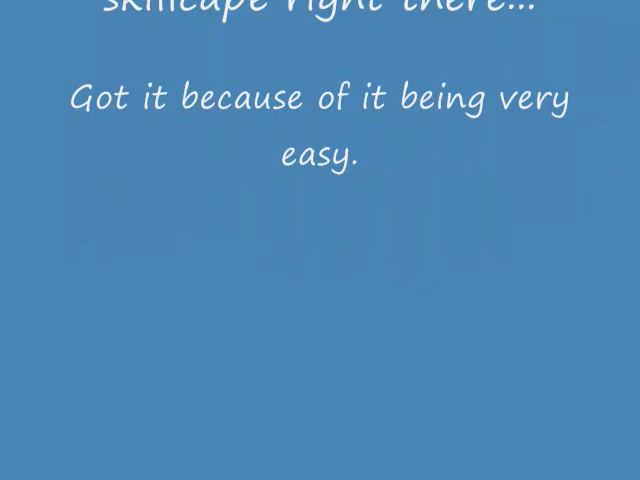 skillcape right there...
Got it because of it being very
easy.